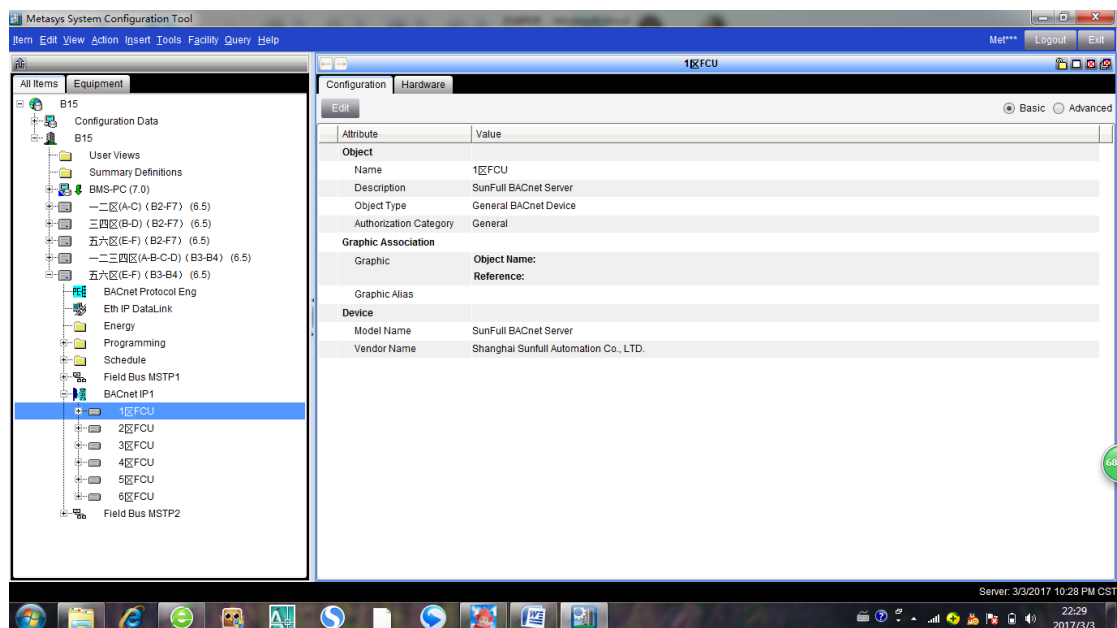 Metasys System Configuration Tool
Item Edit View Action Insert Tools Facility Query Help
Met*** Logout Exit
1区FCU
All Items Equipment
Configuration Hardware
Edit
Basic Advanced
B15
Configuration Data
B15
User Views
Summary Definitions
BMS-PC (7.0)
一二区(A-C)（B2-F7） (6.5)
三四区(B-D)（B2-F7） (6.5)
五六区(E-F)（B2-F7） (6.5)
一二三四区(A-B-C-D)（B3-B4） (6.5)
五六区(E-F)（B3-B4） (6.5)
BACnet Protocol Eng
Eth IP DataLink
Energy
Programming
Schedule
Field Bus MSTP1
BACnet IP1
1区FCU
2区FCU
3区FCU
4区FCU
5区FCU
6区FCU
Field Bus MSTP2
Attribute Value
Object
Name 1区FCU
Description SunFull BACnet Server
Object Type General BACnet Device
Authorization Category General
Graphic Association
Graphic Object Name:
Reference:
Graphic Alias
Device
Model Name SunFull BACnet Server
Vendor Name Shanghai Sunfull Automation Co., LTD.
68
Server: 3/3/2017 10:28 PM CST
22:29
2017/3/3